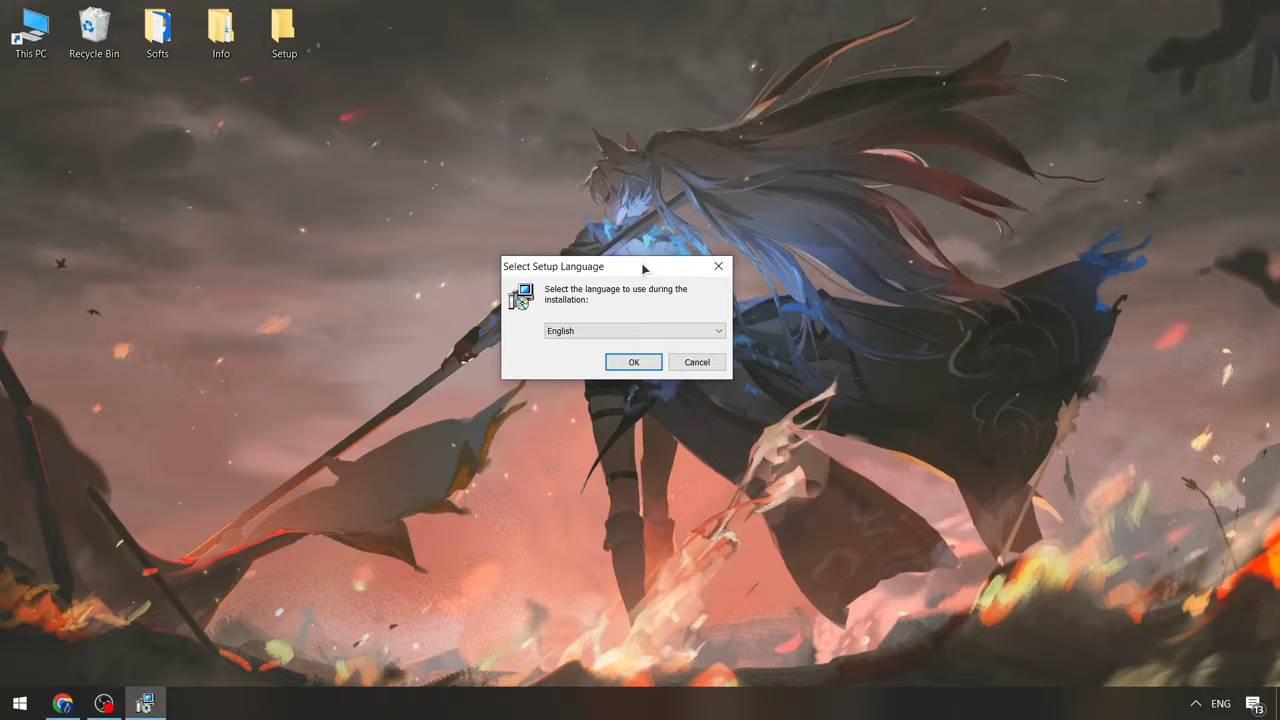 This PC
Recycle Bin
Softs
Info
Setup
Select Setup Language
Select the language to use during the
installation:
English
OK
Cancel
ENG
13